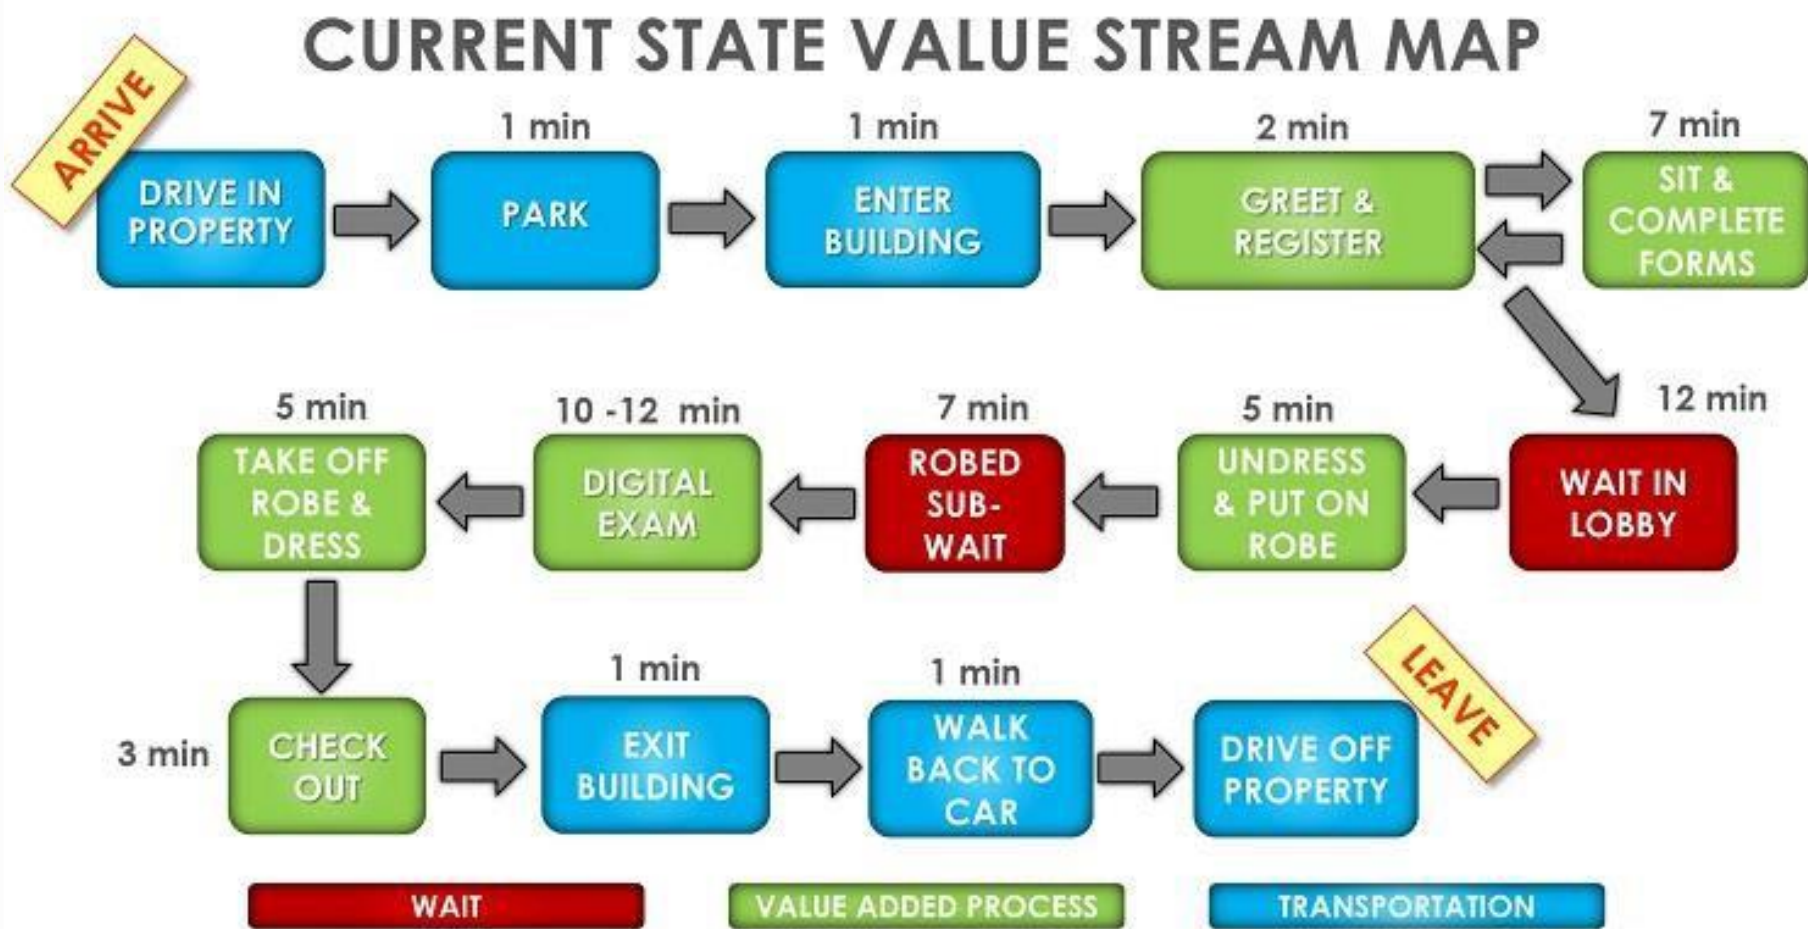 CURRENT STATE VALUE STREAM MAP
ARRIVE
DRIVE IN
PROPERTY
1 min
PARK
1 min
ENTER
BUILDING
2 min
GREET &
REGISTER
7 min
SIT &
COMPLETE
FORMS
12 min
WAIT IN
LOBBY
5 min
UNDRESS
& PUT ON
ROBE
7 min
ROBED
SUB-
WAIT
10 -12 min
DIGITAL
EXAM
5 min
TAKE OFF
ROBE &
DRESS
3 min
CHECK
OUT
1 min
EXIT
BUILDING
1 min
WALK
BACK TO
CAR
DRIVE OFF
PROPERTY
LEAVE
WAIT
VALUE ADDED PROCESS
TRANSPORTATION